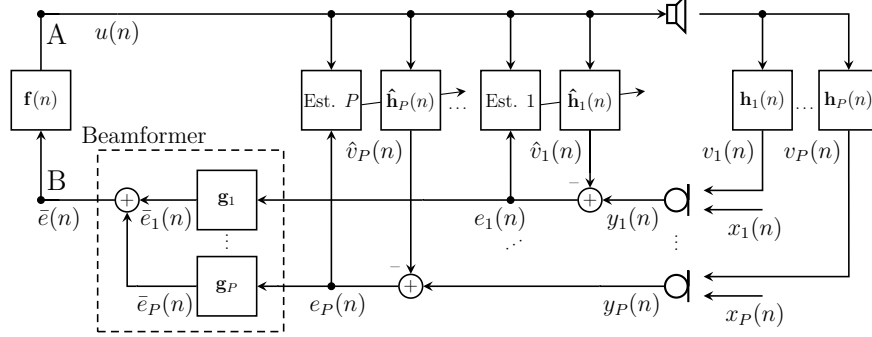 A
u(n)
f(n)
Est. P
ĥ_P(n)
...
Est. 1
ĥ_1(n)
h_1(n)
...
h_P(n)
Beamformer
v̂_P(n)
v̂_1(n)
v_1(n)
v_P(n)
B
g_1
−
ē(n)
ē_1(n)
e_1(n)
y_1(n)
x_1(n)
...
...
...
g_P
−
ē_P(n)
e_P(n)
y_P(n)
x_P(n)